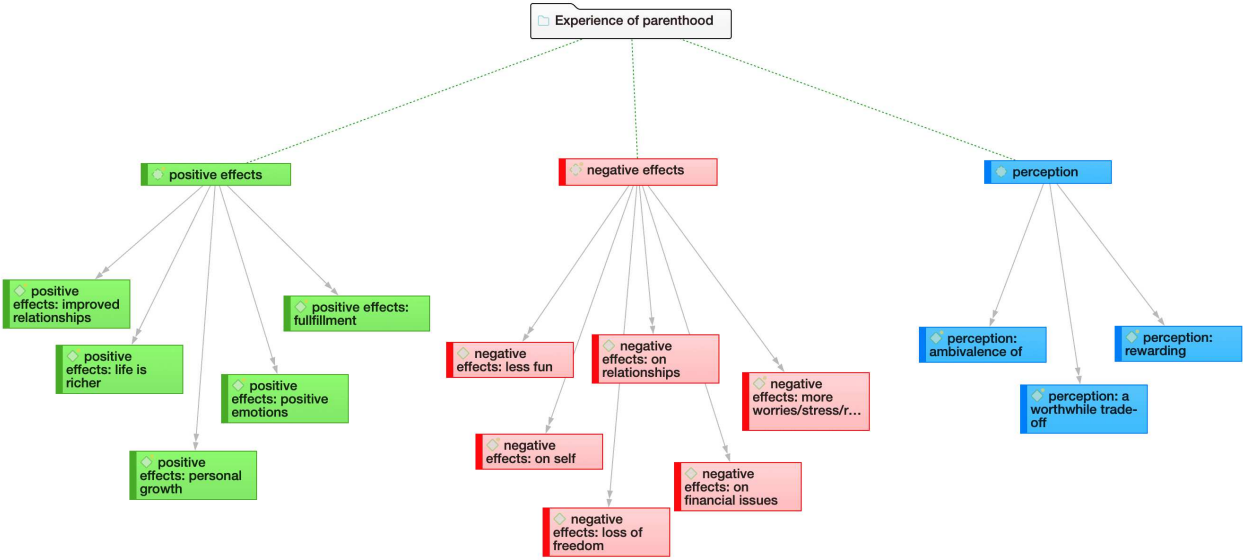 Experience of parenthood
positive effects
negative effects
perception
positive
effects: improved
relationships
positive effects:
fullfillment
positive
effects: life is
richer
positive
effects: positive
emotions
positive
effects: personal
growth
negative
effects: less fun
negative
effects: on
relationships
negative
effects: more
worries/stress/r...
negative
effects: on self
negative
effects: on
financial issues
negative
effects: loss of
freedom
perception:
ambivalence of
perception:
rewarding
perception: a
worthwhile trade-
off